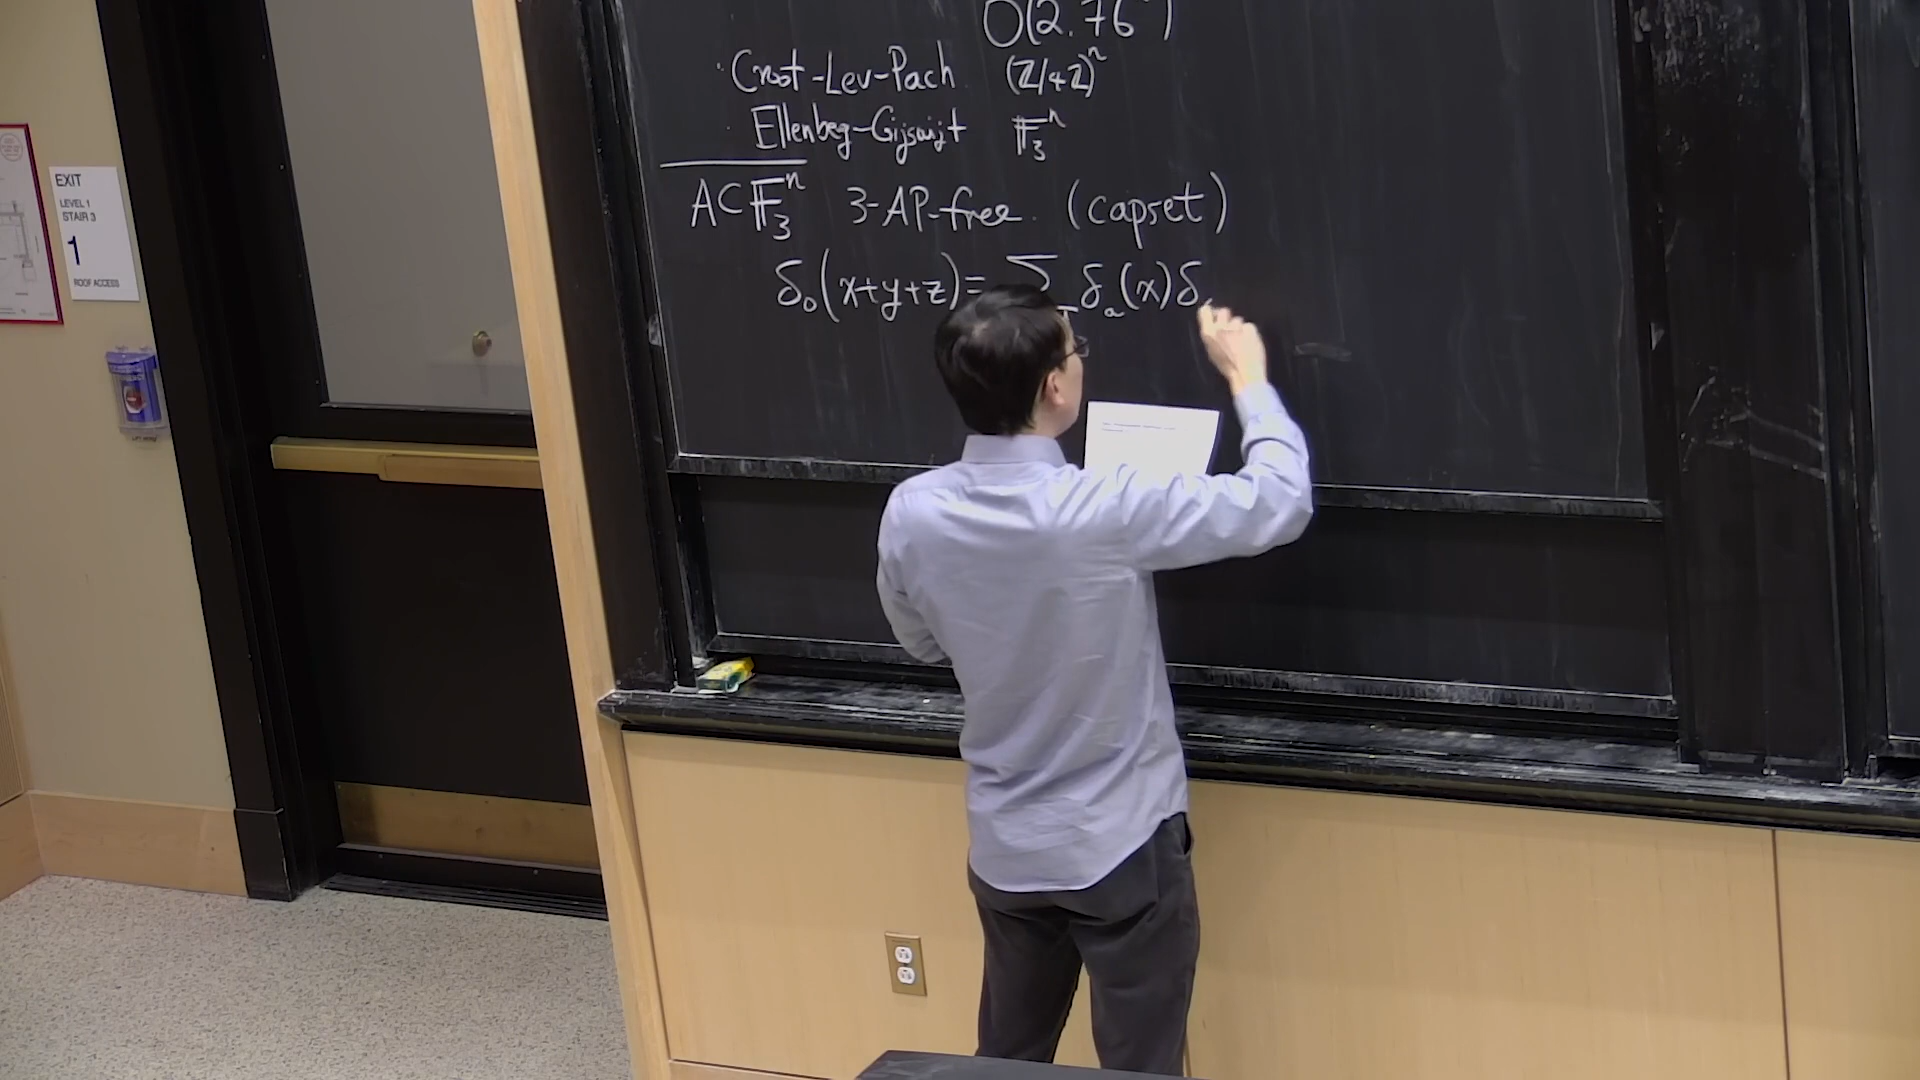 EXIT
LEVEL 1
STAIR 3
1
ROOF ACCESS
O(2.76ⁿ)
Croot-Lev-Pach (ℤ/4ℤ)ⁿ
Ellenbeg-Gijswijt 𝔽₃ⁿ
A⊂𝔽₃ⁿ 3-AP-free. (capset)
δ₀(x+y+z)= ∑ δₐ(x)δ